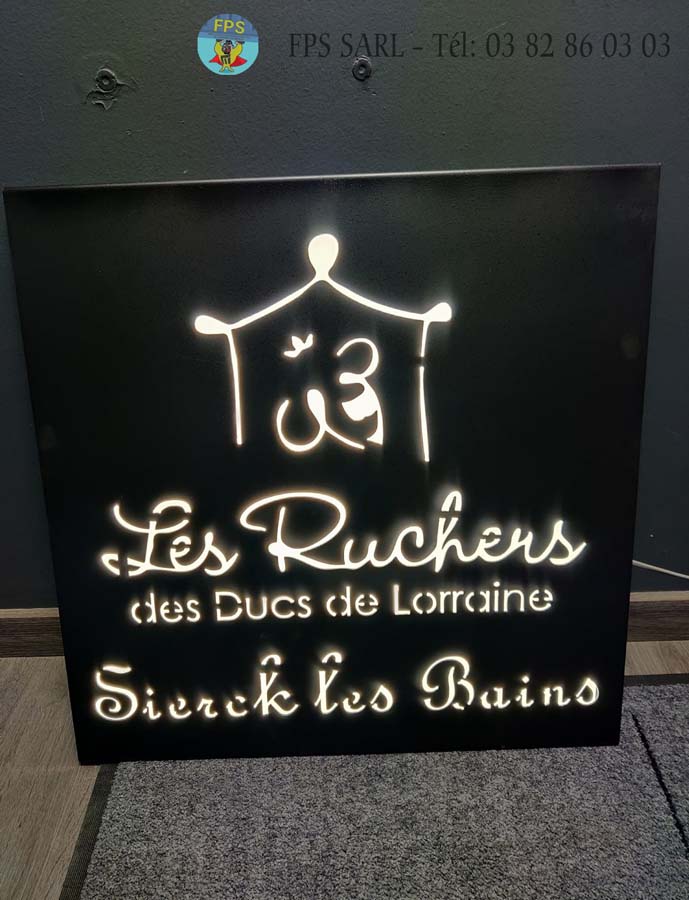 FPS
FPS SARL - Tél: 03 82 86 03 03
Les Ruchers
des Ducs de Lorraine
Sierck les Bains